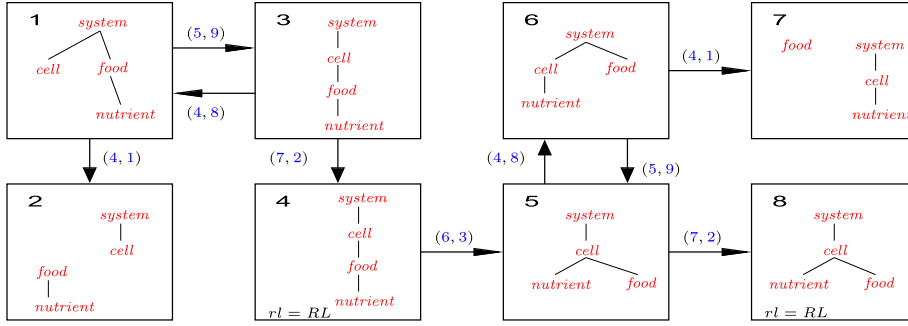 1
system
cell food
nutrient
(5, 9)
(4, 8)
3
system
cell
food
nutrient
6
system
cell food
nutrient
(4, 1)
7
food system
cell
nutrient
(4, 1)
(7, 2)
(4, 8)
(5, 9)
2
system
cell
food
nutrient
4
system
cell
food
nutrient
rl = RL
(6, 3)
5
system
cell
nutrient food
(7, 2)
8
system
cell
nutrient food
rl = RL